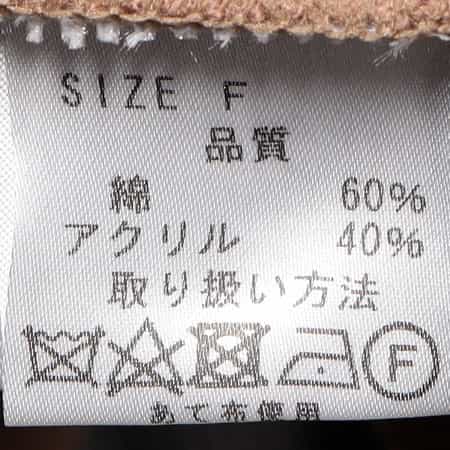 SIZE F
品質
綿 60%
アクリル 40%
取り扱い方法
F
あて布使用